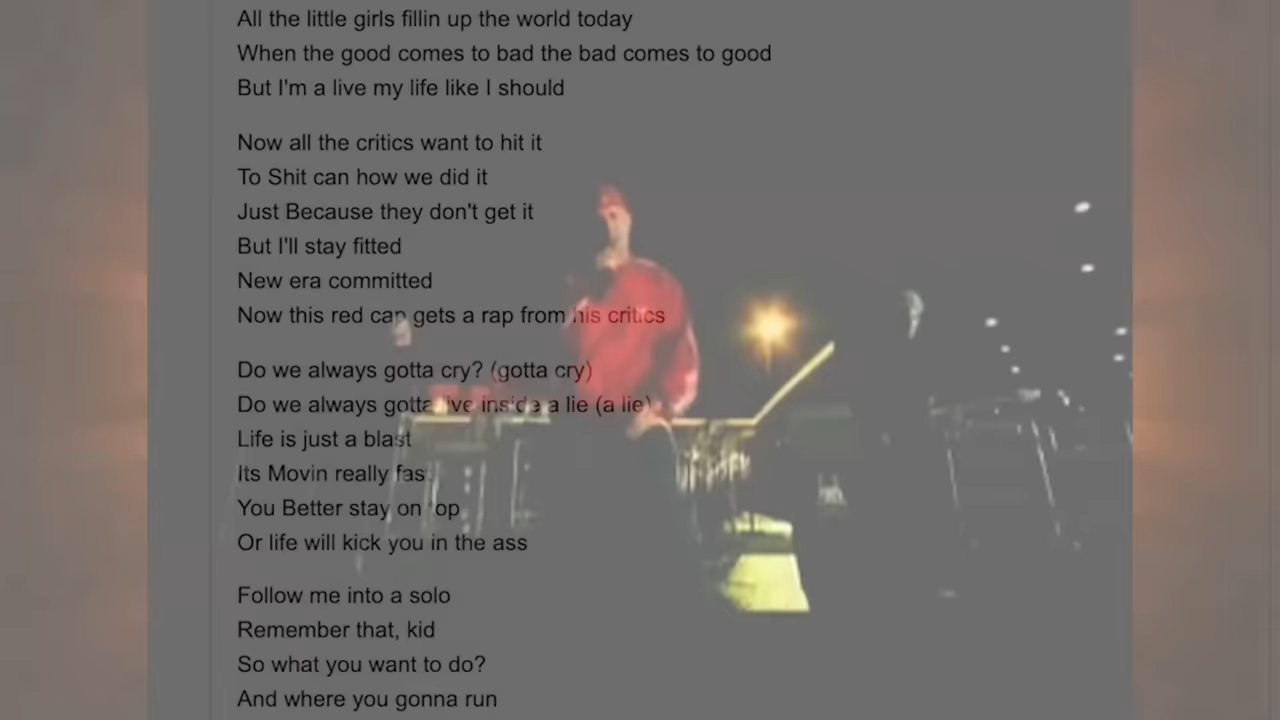 All the little girls fillin up the world today
When the good comes to bad the bad comes to good
But I'm a live my life like I should
Now all the critics want to hit it
To Shit can how we did it
Just Because they don't get it
But I'll stay fitted
New era committed
Now this red cap gets a rap from his critics
Do we always gotta cry? (gotta cry)
Do we always gotta live inside a lie (a lie)
Life is just a blast
Its Movin really fast
You Better stay on top
Or life will kick you in the ass
Follow me into a solo
Remember that, kid
So what you want to do?
And where you gonna run